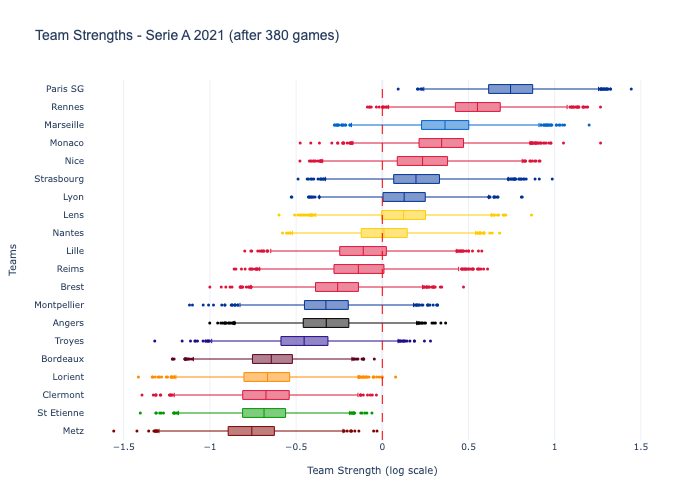 Team Strengths - Serie A 2021 (after 380 games)
Paris SG
Rennes
Marseille
Monaco
Nice
Strasbourg
Lyon
Lens
Nantes
Lille
Reims
Brest
Montpellier
Angers
Troyes
Bordeaux
Lorient
Clermont
St Etienne
Metz
Teams
−1.5 −1 −0.5 0 0.5 1 1.5
Team Strength (log scale)